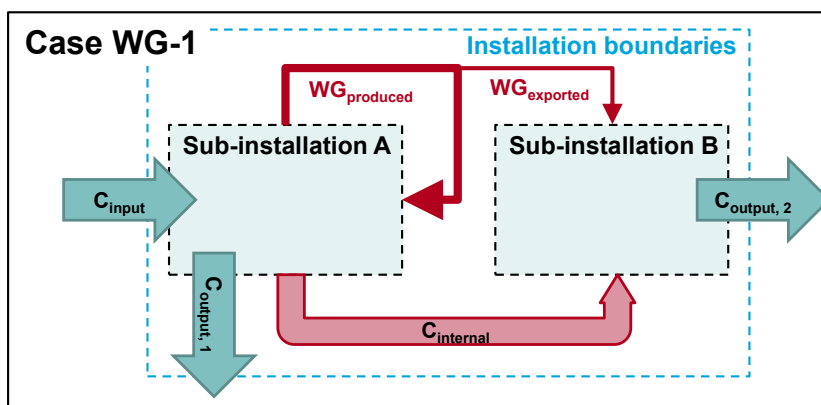 Case WG-1
Installation boundaries
WGproduced
WGexported
Sub-installation A
Sub-installation B
Cinput
Coutput, 2
Coutput, 1
Cinternal